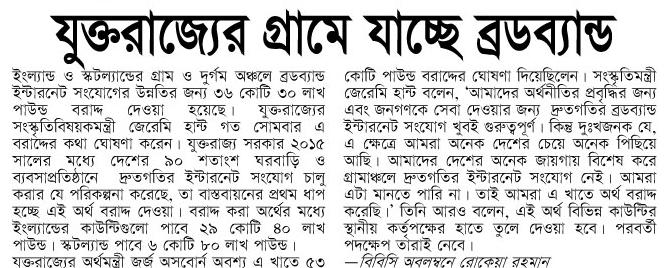 যুক্তরাজ্যের গ্রামে যাচ্ছে ব্রডব্যান্ড
ইংল্যান্ড ও স্কটল্যান্ডের গ্রাম ও দুর্গম অঞ্চলে ব্রডব্যান্ড
ইন্টারনেট সংযোগের উন্নতির জন্য ৩৬ কোটি ৩০ লাখ
পাউন্ড বরাদ্দ দেওয়া হয়েছে। যুক্তরাজ্যের
সংস্কৃতিবিষয়কমন্ত্রী জেরেমি হান্ট গত সোমবার এ
বরাদ্দের কথা ঘোষণা করেন। যুক্তরাজ্য সরকার ২০১৫
সালের মধ্যে দেশের ৯০ শতাংশ ঘরবাড়ি ও
ব্যবসাপ্রতিষ্ঠানে দ্রুতগতির ইন্টারনেট সংযোগ চালু
করার যে পরিকল্পনা করেছে, তা বাস্তবায়নের প্রথম ধাপ
হচ্ছে এই অর্থ বরাদ্দ দেওয়া। বরাদ্দ করা অর্থের মধ্যে
ইংল্যান্ডের কাউন্টিগুলো পাবে ২৯ কোটি ৪০ লাখ
পাউন্ড। স্কটল্যান্ড পাবে ৬ কোটি ৮০ লাখ পাউন্ড।
যুক্তরাজ্যের অর্থমন্ত্রী জর্জ অসবোর্ন অবশ্য এ খাতে ৫৩
কোটি পাউন্ড বরাদ্দের ঘোষণা দিয়েছিলেন। সংস্কৃতিমন্ত্রী
জেরেমি হান্ট বলেন, ‘আমাদের অর্থনীতির প্রবৃদ্ধির জন্য
এবং জনগণকে সেবা দেওয়ার জন্য দ্রুতগতির ব্রডব্যান্ড
ইন্টারনেট সংযোগ খুবই গুরুত্বপূর্ণ। কিন্তু দুঃখজনক যে,
এ ক্ষেত্রে আমরা অনেক দেশের চেয়ে অনেক পিছিয়ে
আছি। আমাদের দেশের অনেক জায়গায় বিশেষ করে
গ্রামাঞ্চলে দ্রুতগতির ইন্টারনেট সংযোগ নেই। আমরা
এটা মানতে পারি না। তাই আমরা এ খাতে অর্থ বরাদ্দ
করেছি।’ তিনি আরও বলেন, এই অর্থ বিভিন্ন কাউন্টির
স্থানীয় কর্তৃপক্ষের হাতে তুলে দেওয়া হবে। পরবর্তী
পদক্ষেপ তাঁরাই নেবে।
—বিবিসি অবলম্বনে রোকেয়া রহমান